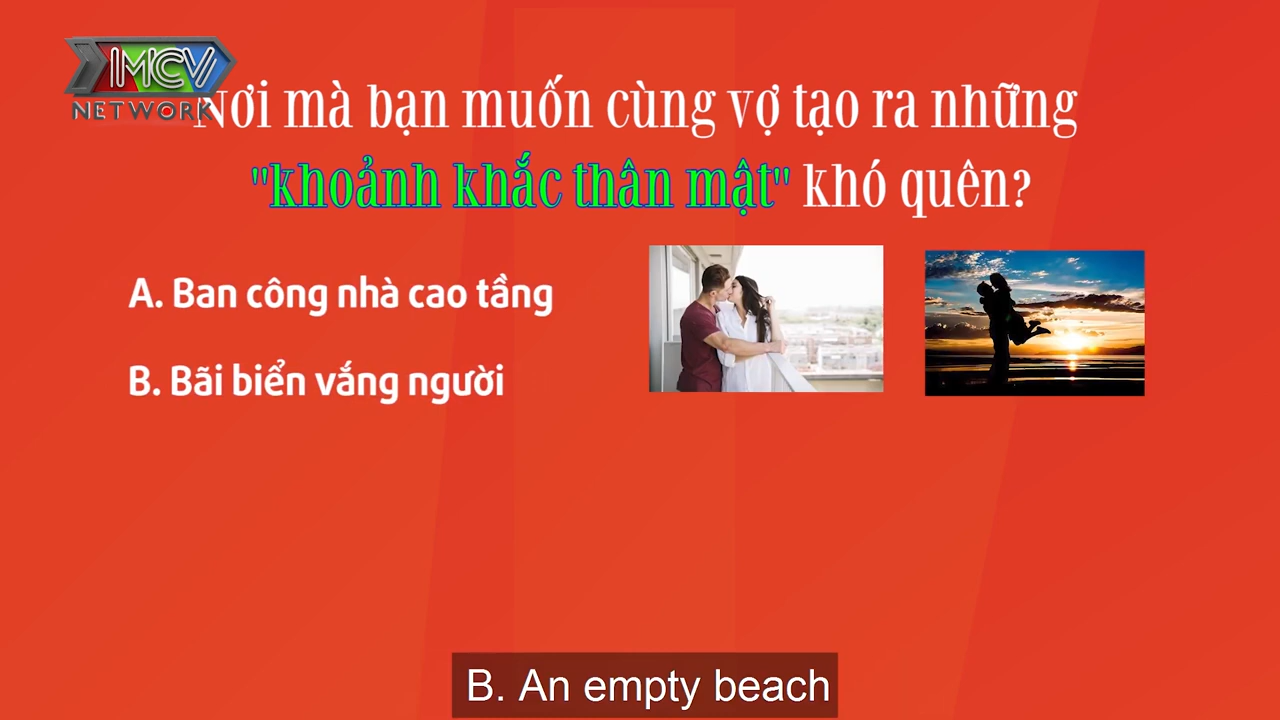 MCV
NETWORK
Nơi mà bạn muốn cùng vợ tạo ra những
"khoảnh khắc thân mật" khó quên?
A. Ban công nhà cao tầng
B. Bãi biển vắng người
B. An empty beach